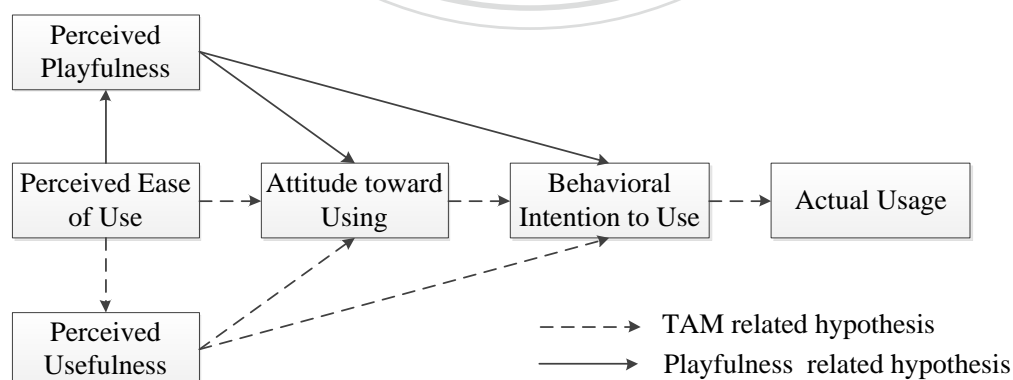 Perceived
Playfulness
Perceived Ease
of Use
Attitude toward
Using
Behavioral
Intention to Use
Actual Usage
Perceived
Usefulness
TAM related hypothesis
Playfulness related hypothesis